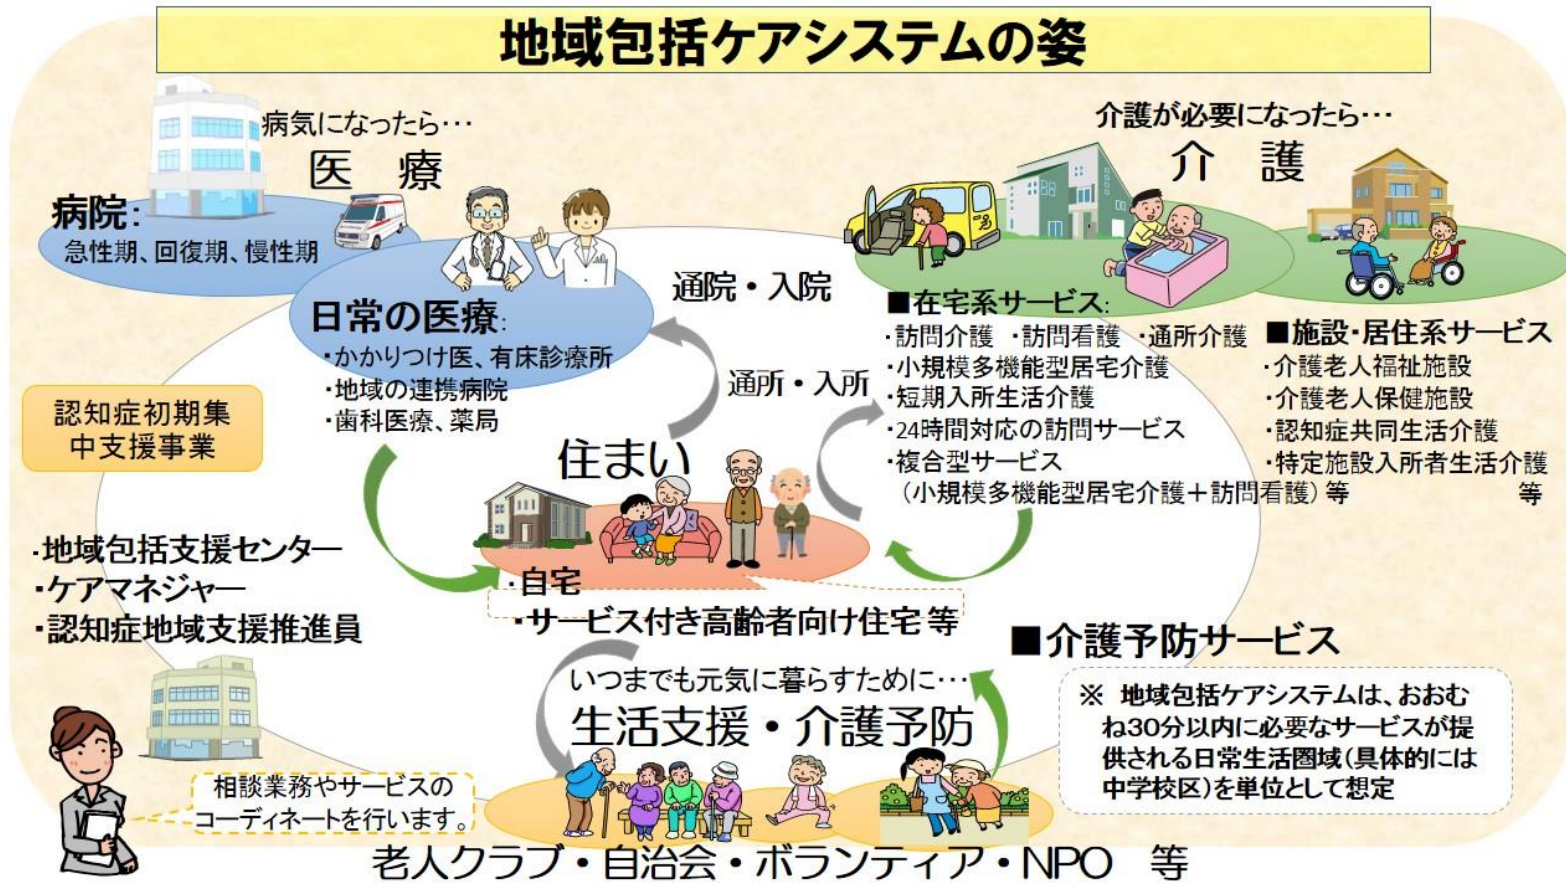 地域包括ケアシステムの姿
病気になったら…
医 療
病院:
急性期、回復期、慢性期
日常の医療:
・かかりつけ医、有床診療所
・地域の連携病院
・歯科医療、薬局
通院・入院
通所・入所
介護が必要になったら…
介 護
■在宅系サービス:
・訪問介護 ・訪問看護 ・通所介護
・小規模多機能型居宅介護
・短期入所生活介護
・24時間対応の訪問サービス
・複合型サービス
(小規模多機能型居宅介護+訪問看護)等
■施設・居住系サービス
・介護老人福祉施設
・介護老人保健施設
・認知症共同生活介護
・特定施設入所者生活介護
等
認知症初期集
中支援事業
住まい
・自宅
・サービス付き高齢者向け住宅 等
・地域包括支援センター
・ケアマネジャー
・認知症地域支援推進員
相談業務やサービスの
コーディネートを行います。
いつまでも元気に暮らすために…
生活支援・介護予防
■介護予防サービス
※ 地域包括ケアシステムは、おおむ
ね30分以内に必要なサービスが提
供される日常生活圏域(具体的には
中学校区)を単位として想定
老人クラブ・自治会・ボランティア・NPO 等